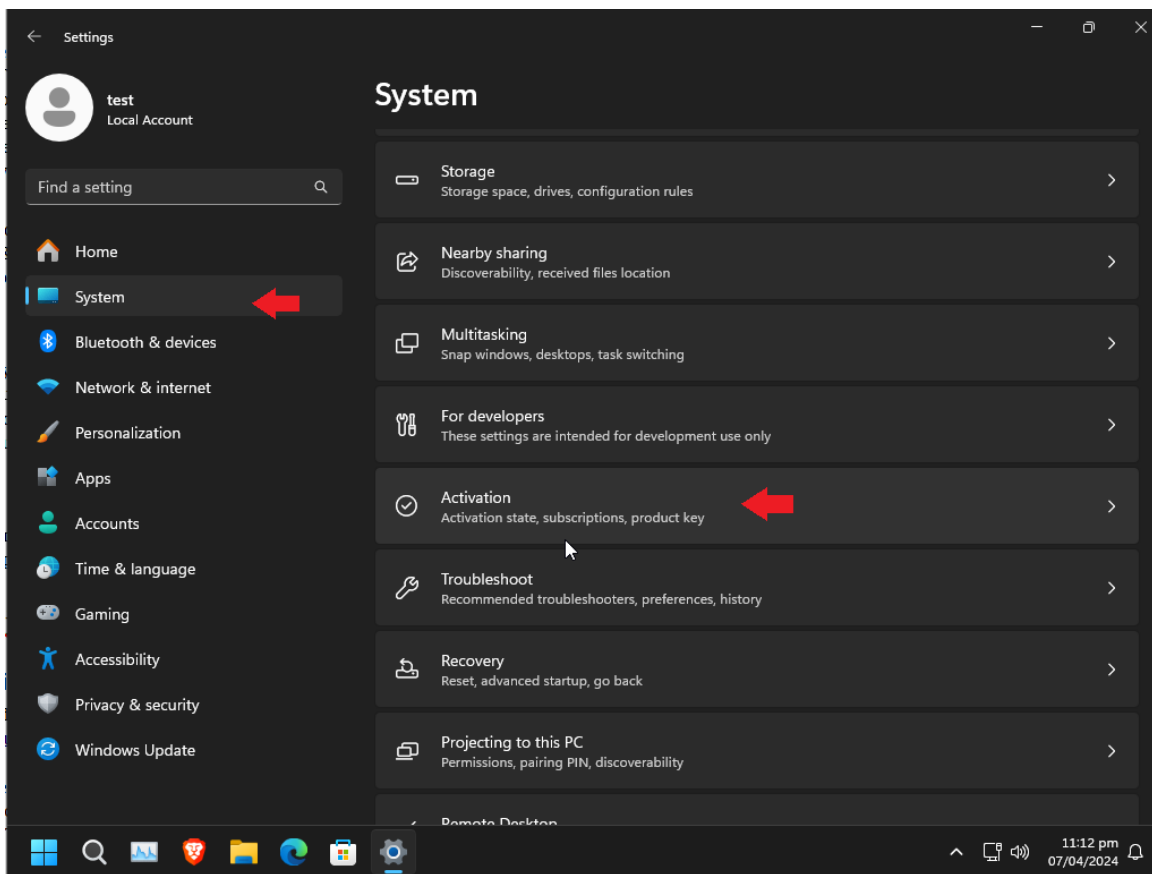 Settings
test
Local Account
Find a setting
Home
System
Bluetooth & devices
Network & internet
Personalization
Apps
Accounts
Time & language
Gaming
Accessibility
Privacy & security
Windows Update
System
Storage
Storage space, drives, configuration rules
Nearby sharing
Discoverability, received files location
Multitasking
Snap windows, desktops, task switching
For developers
These settings are intended for development use only
Activation
Activation state, subscriptions, product key
Troubleshoot
Recommended troubleshooters, preferences, history
Recovery
Reset, advanced startup, go back
Projecting to this PC
Permissions, pairing PIN, discoverability
Remote Desktop
11:12 pm
07/04/2024